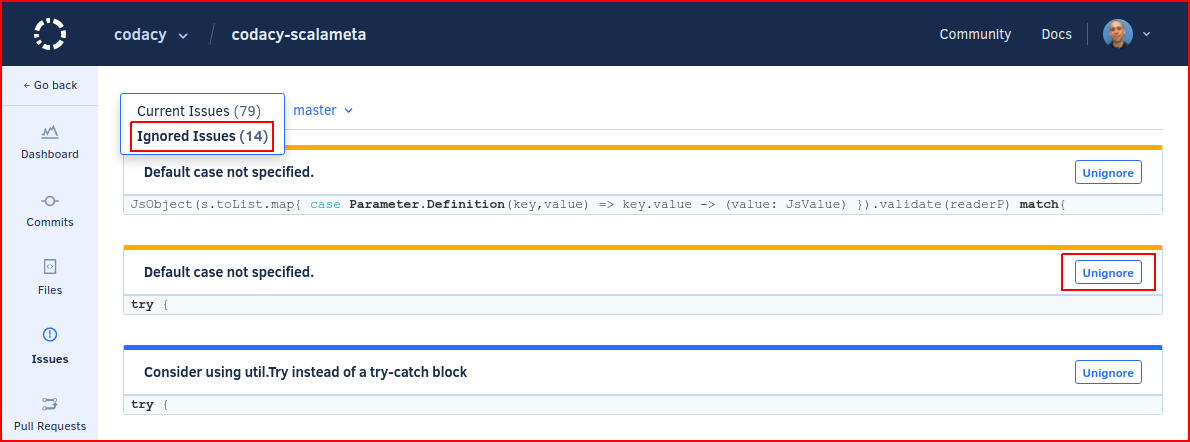 codacy
codacy-scalameta
Community
Docs
← Go back
Dashboard
Commits
Files
Issues
Pull Requests
Current Issues (79)
Ignored Issues (14)
master
Default case not specified.
Unignore
JsObject(s.toList.map{ case Parameter.Definition(key,value) => key.value -> (value: JsValue) }).validate(readerP) match{
Default case not specified.
Unignore
try {
Consider using util.Try instead of a try-catch block
Unignore
try {